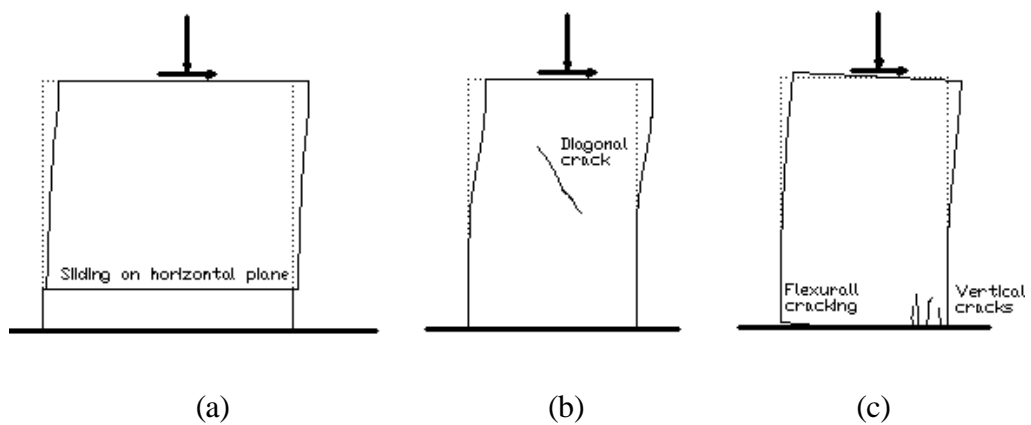 Sliding on horizontal plane
Diagonal
crack
Flexurall
cracking
Vertical
cracks
(a)
(b)
(c)